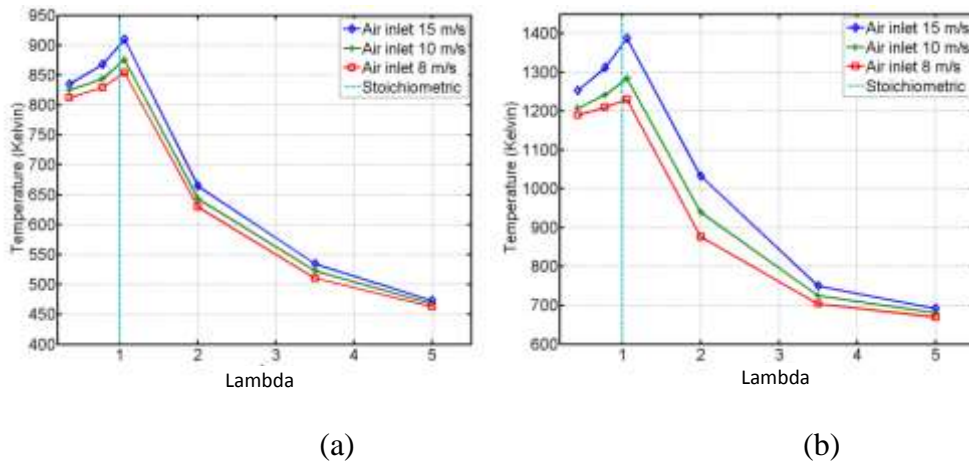 950
900
850
800
750
700
650
600
550
500
450
400
Temperature (Kelvin)
Air inlet 15 m/s
Air inlet 10 m/s
Air inlet 8 m/s
Stoichiometric
1 2 3 4 5
Lambda
(a)
1400
1300
1200
1100
1000
900
800
700
600
Temperature (Kelvin)
Air inlet 15 m/s
Air inlet 10 m/s
Air inlet 8 m/s
Stoichiometric
1 2 3 4 5
Lambda
(b)